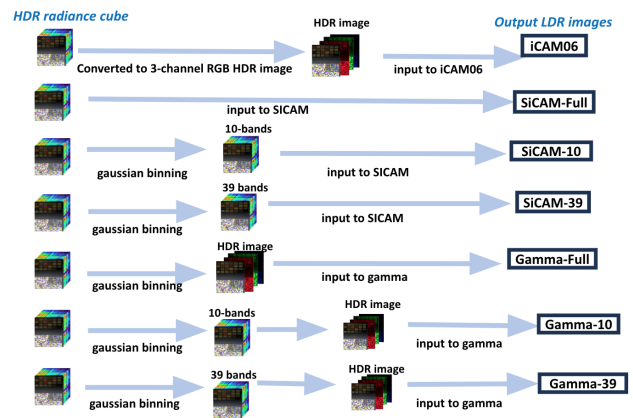 HDR radiance cube
HDR image
Output LDR images
iCAM06
Converted to 3-channel RGB HDR image
input to iCAM06
input to SICAM
SiCAM-Full
10-bands
gaussian binning
input to SICAM
SiCAM-10
39 bands
gaussian binning
input to SICAM
SiCAM-39
HDR image
gaussian binning
input to gamma
Gamma-Full
10-bands
HDR image
gaussian binning
input to gamma
Gamma-10
39 bands
HDR image
gaussian binning
input to gamma
Gamma-39